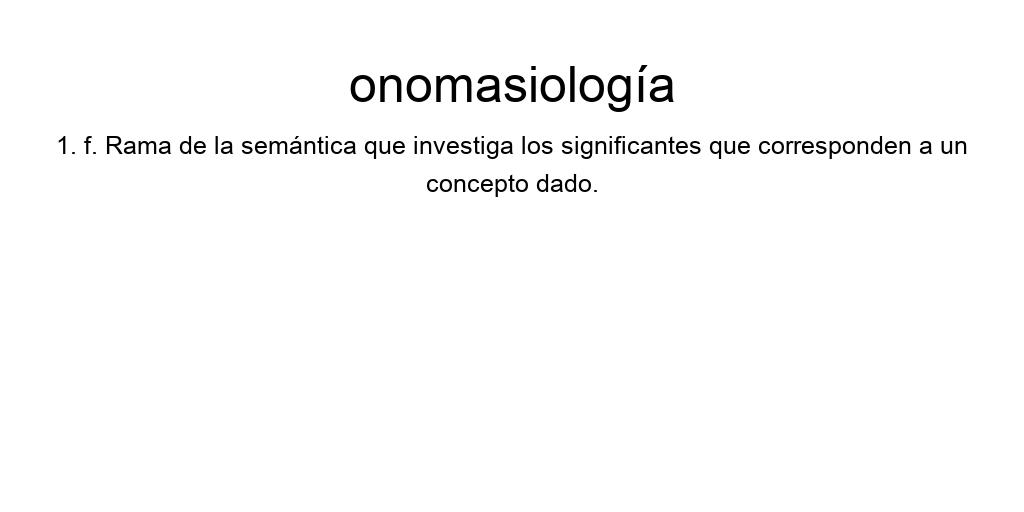 onomasiología
1. f. Rama de la semántica que investiga los significantes que corresponden a un
concepto dado.